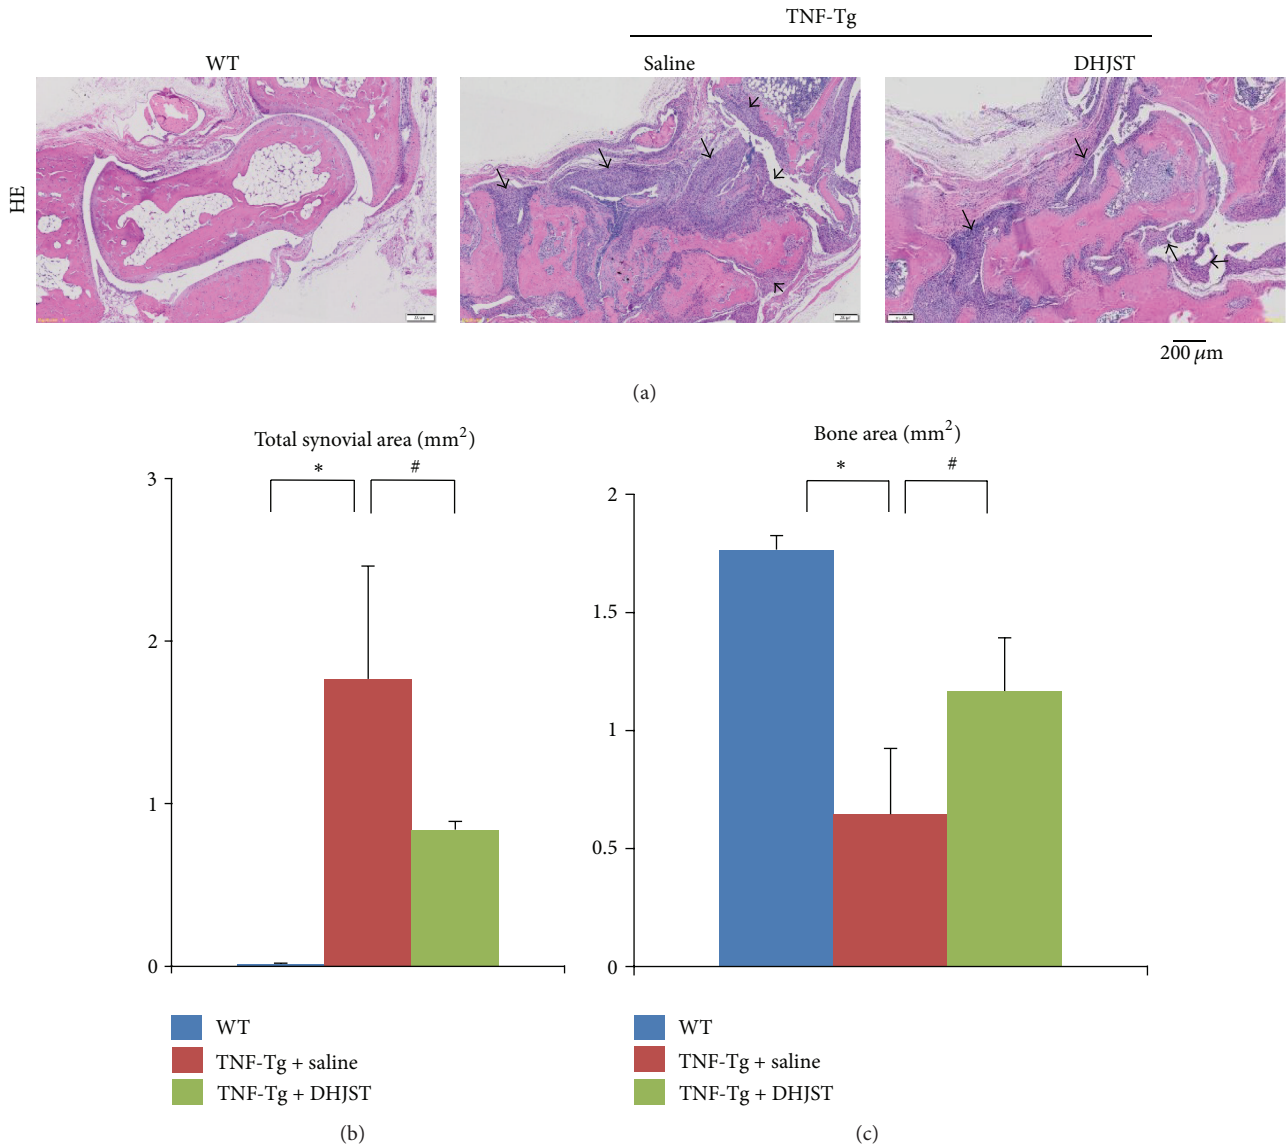 TNF-Tg
WT
Saline
DHJST
HE
200 μm
(a)
Total synovial area (mm²)
* #
3
2
1
0
WT
TNF-Tg + saline
TNF-Tg + DHJST
(b)
Bone area (mm²)
* #
2
1.5
1
0.5
0
WT
TNF-Tg + saline
TNF-Tg + DHJST
(c)